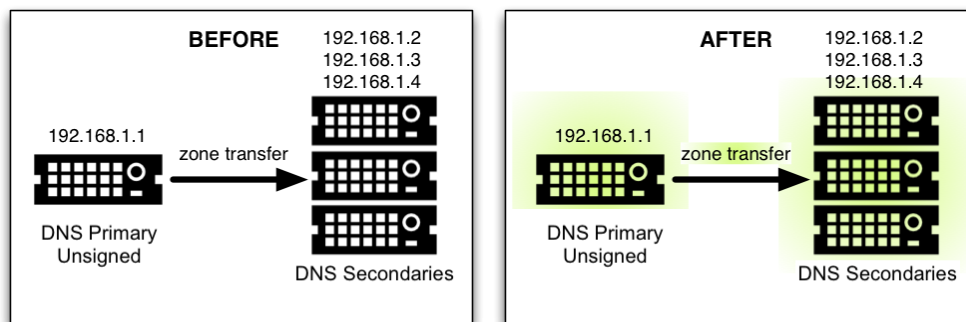 BEFORE
192.168.1.2
192.168.1.3
192.168.1.4
192.168.1.1
zone transfer
DNS Primary
Unsigned
DNS Secondaries
AFTER
192.168.1.2
192.168.1.3
192.168.1.4
192.168.1.1
zone transfer
DNS Primary
Unsigned
DNS Secondaries